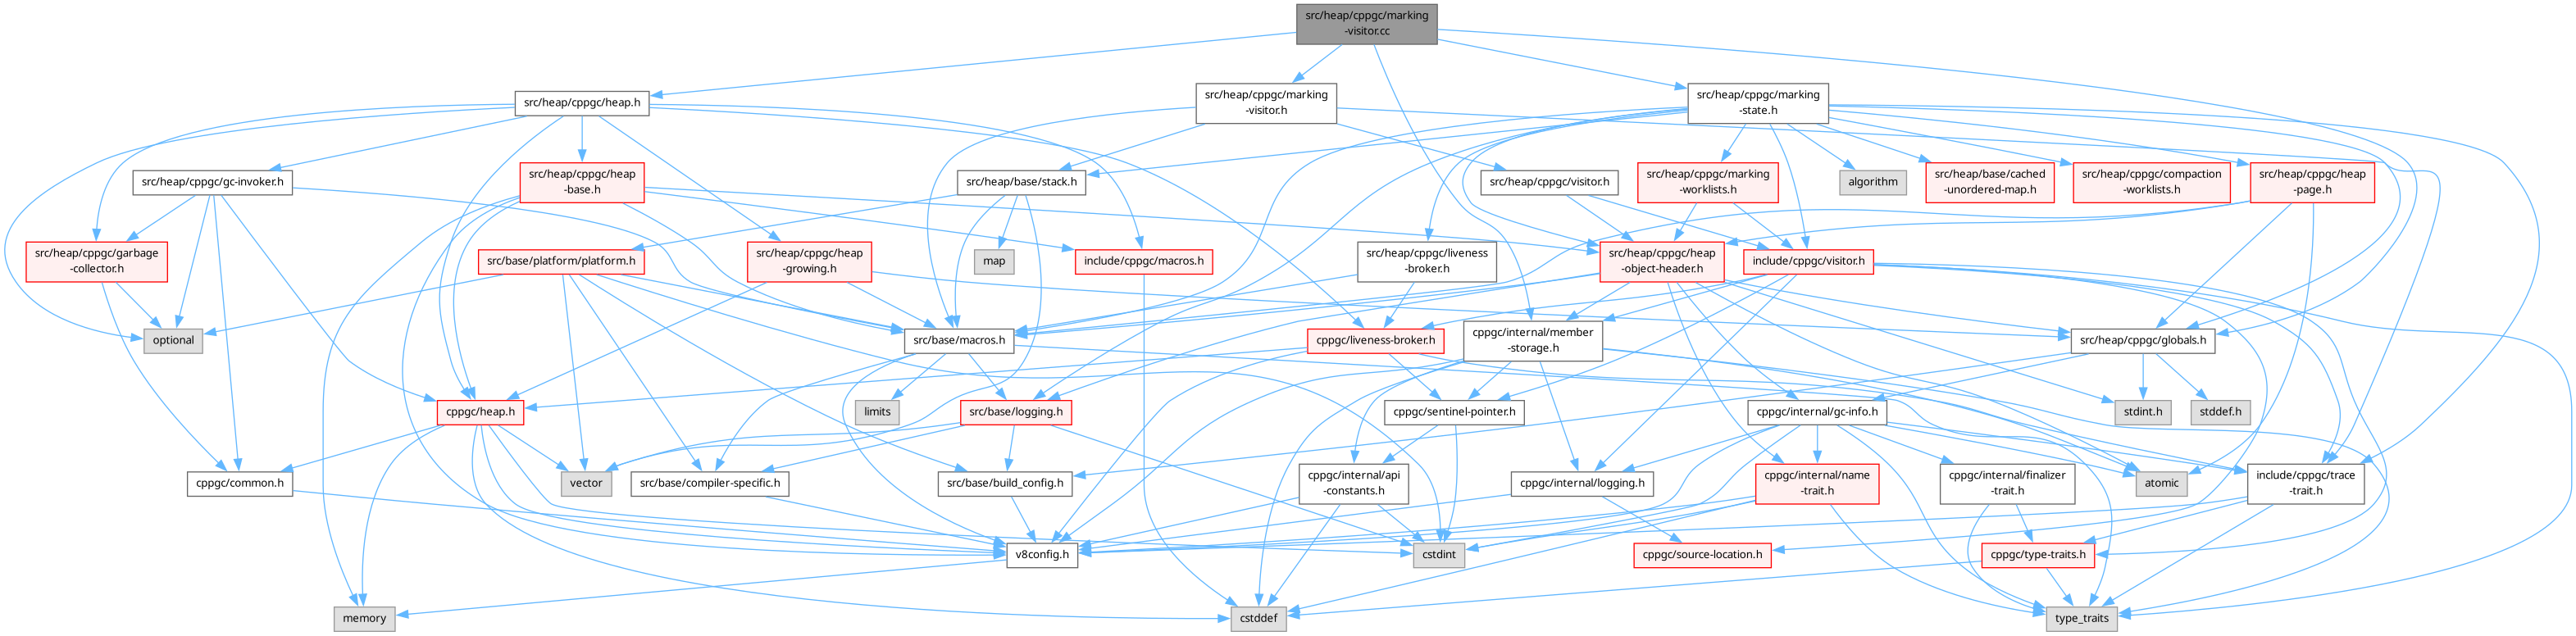 src/heap/cppgc/marking
-visitor.cc
src/heap/cppgc/heap.h
src/heap/cppgc/marking
-visitor.h
src/heap/cppgc/marking
-state.h
src/heap/cppgc/gc-invoker.h
src/heap/cppgc/heap
-base.h
src/heap/base/stack.h
src/heap/cppgc/visitor.h
src/heap/cppgc/marking
-worklists.h
algorithm
src/heap/base/cached
-unordered-map.h
src/heap/cppgc/compaction
-worklists.h
src/heap/cppgc/heap
-page.h
src/heap/cppgc/garbage
-collector.h
src/base/platform/platform.h
src/heap/cppgc/heap
-growing.h
map
include/cppgc/macros.h
src/heap/cppgc/liveness
-broker.h
src/heap/cppgc/heap
-object-header.h
include/cppgc/visitor.h
optional
src/base/macros.h
cppgc/liveness-broker.h
cppgc/internal/member
-storage.h
src/heap/cppgc/globals.h
cppgc/heap.h
limits
src/base/logging.h
cppgc/sentinel-pointer.h
cppgc/internal/gc-info.h
stdint.h
stddef.h
cppgc/common.h
vector
src/base/compiler-specific.h
src/base/build_config.h
cppgc/internal/api
-constants.h
cppgc/internal/logging.h
cppgc/internal/name
-trait.h
cppgc/internal/finalizer
-trait.h
atomic
include/cppgc/trace
-trait.h
v8config.h
cstdint
cppgc/source-location.h
cppgc/type-traits.h
memory
cstddef
type_traits